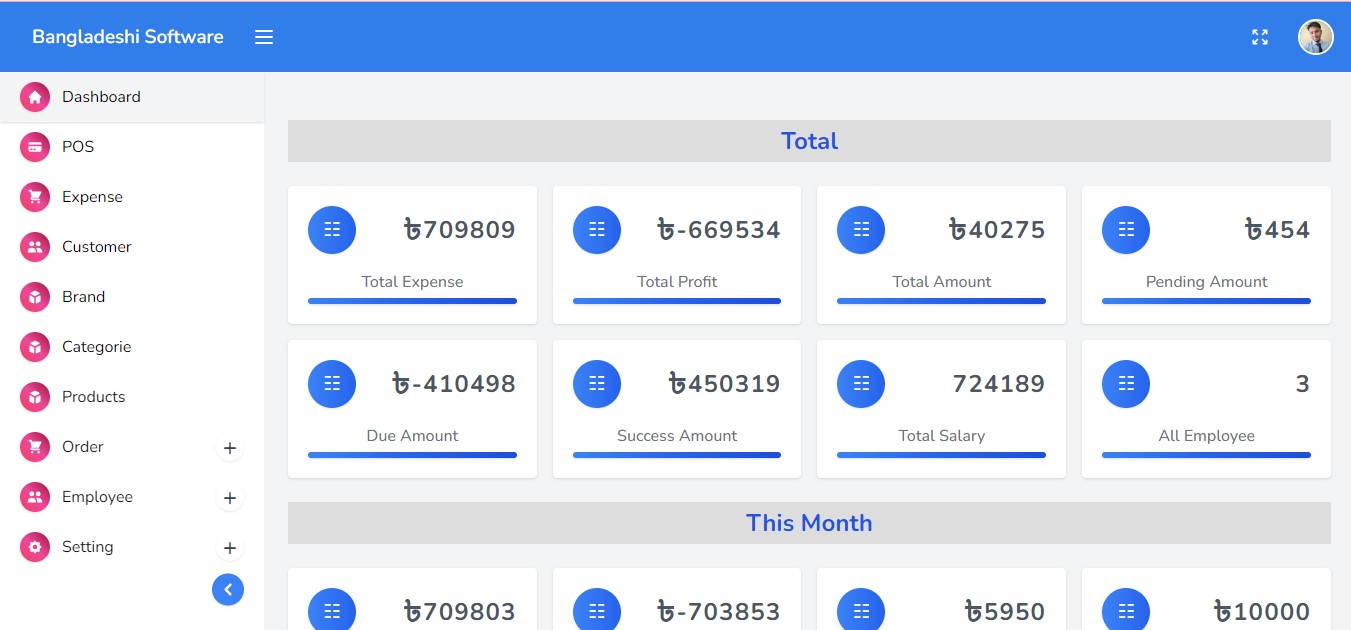 Bangladeshi Software
Dashboard
POS
Expense
Customer
Brand
Categorie
Products
Order
Employee
Setting
Total
৳709809
Total Expense
৳-669534
Total Profit
৳40275
Total Amount
৳454
Pending Amount
৳-410498
Due Amount
৳450319
Success Amount
724189
Total Salary
3
All Employee
This Month
৳709803
৳-703853
৳5950
৳10000